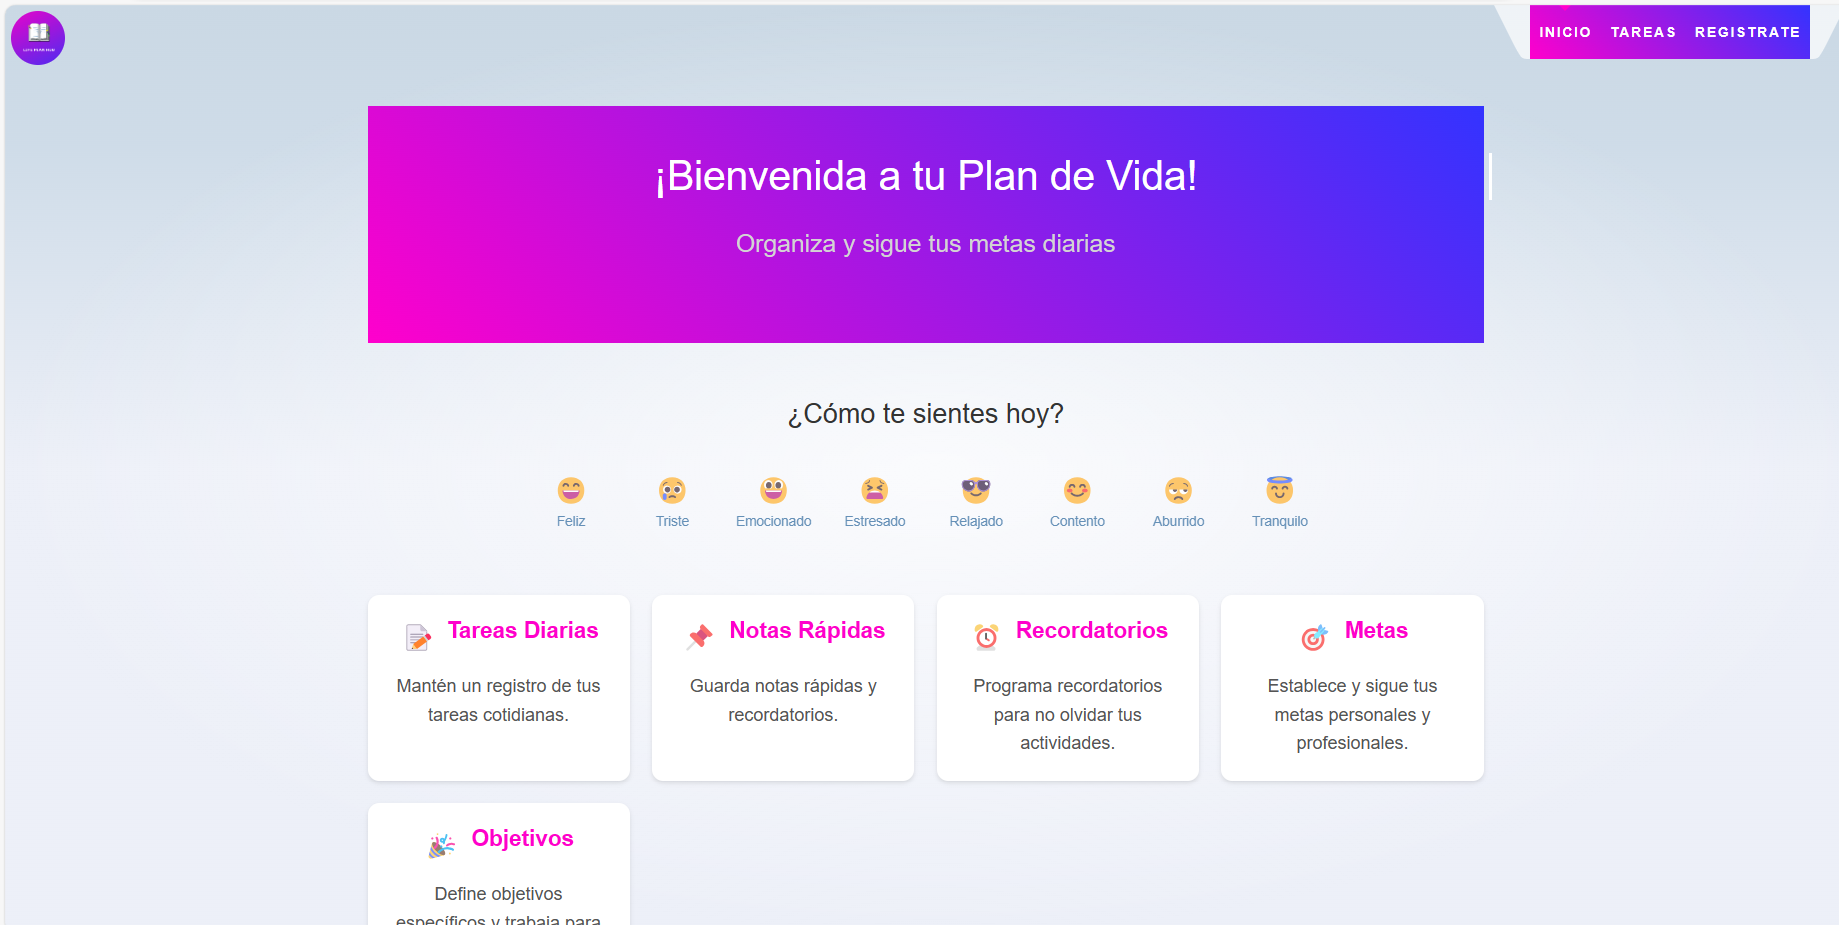 INICIO TAREAS REGISTRATE
¡Bienvenida a tu Plan de Vida!
Organiza y sigue tus metas diarias
¿Cómo te sientes hoy?
Feliz Triste Emocionado Estresado Relajado Contento Aburrido Tranquilo
Tareas Diarias
Mantén un registro de tus
tareas cotidianas.
Notas Rápidas
Guarda notas rápidas y
recordatorios.
Recordatorios
Programa recordatorios
para no olvidar tus
actividades.
Metas
Establece y sigue tus
metas personales y
profesionales.
Objetivos
Define objetivos
específicos y trabaja para